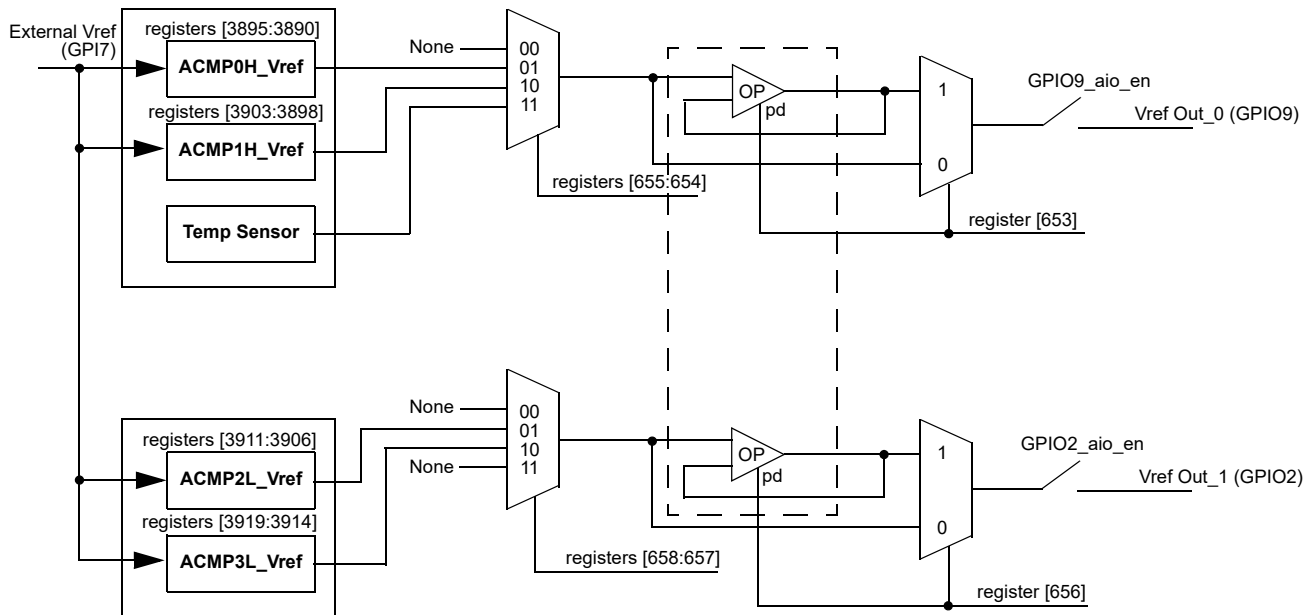 External Vref
(GPI7)
registers [3895:3890]
ACMP0H_Vref
registers [3903:3898]
ACMP1H_Vref
Temp Sensor
None
00
01
10
11
registers [655:654]
OP
pd
1
0
register [653]
GPIO9_aio_en
Vref Out_0 (GPIO9)
registers [3911:3906]
ACMP2L_Vref
registers [3919:3914]
ACMP3L_Vref
None
None
00
01
10
11
registers [658:657]
OP
pd
1
0
register [656]
GPIO2_aio_en
Vref Out_1 (GPIO2)